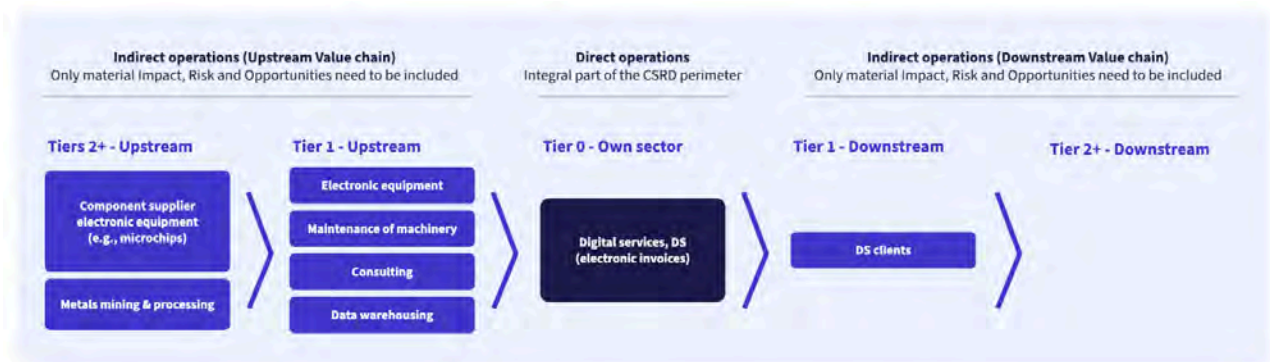 Indirect operations (Upstream Value chain)
Only material Impact, Risk and Opportunities need to be included
Direct operations
Integral part of the CSRD perimeter
Indirect operations (Downstream Value chain)
Only material Impact, Risk and Opportunities need to be included
Tiers 2+ - Upstream
Component supplier
electronic equipment
(e.g., microchips)
Metals mining & processing
Tier 1 - Upstream
Electronic equipment
Maintenance of machinery
Consulting
Data warehousing
Tier 0 - Own sector
Digital services, DS
(electronic invoices)
Tier 1 - Downstream
DS clients
Tier 2+ - Downstream